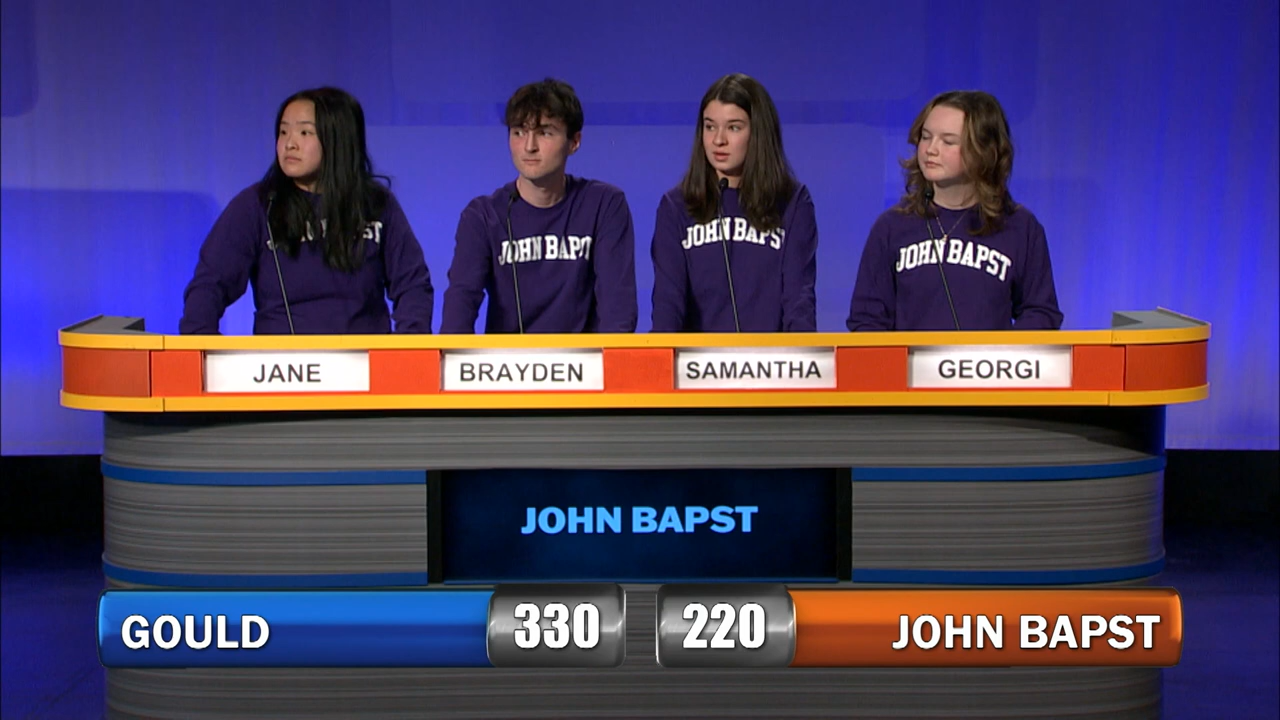 JOHN BAPST
JOHN BAPST
JOHN BAPST
JANE
BRAYDEN
SAMANTHA
GEORGI
JOHN BAPST
GOULD
330
220
JOHN BAPST